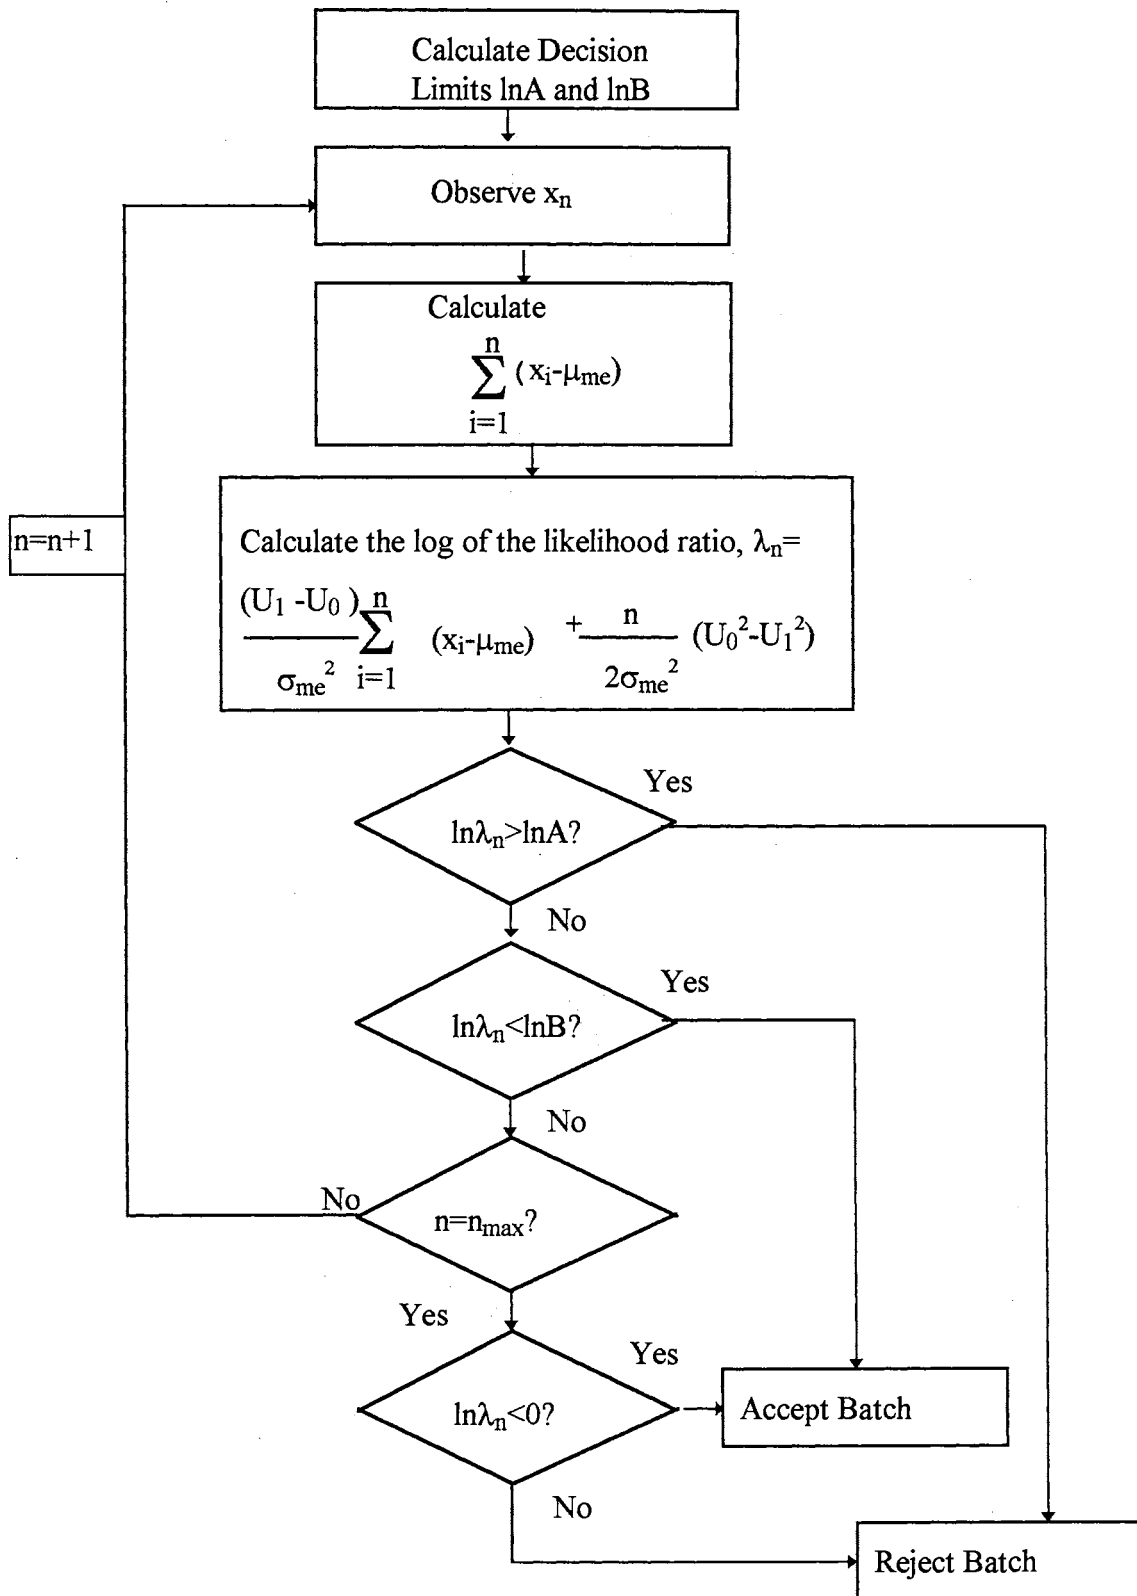 Calculate Decision
Limits lnA and lnB
Observe xₙ
Calculate
n
∑ (xᵢ-μₘₑ)
i=1
n=n+1
Calculate the log of the likelihood ratio, λₙ=
(U₁ -U₀ ) n
∑ (xᵢ-μₘₑ) + n (U₀²-U₁²)
σₘₑ² i=1 2σₘₑ²
Yes
lnλₙ>lnA?
No
Yes
lnλₙ<lnB?
No
No
n=nₘₐₓ?
Yes
Yes
lnλₙ<0?
Accept Batch
No
Reject Batch